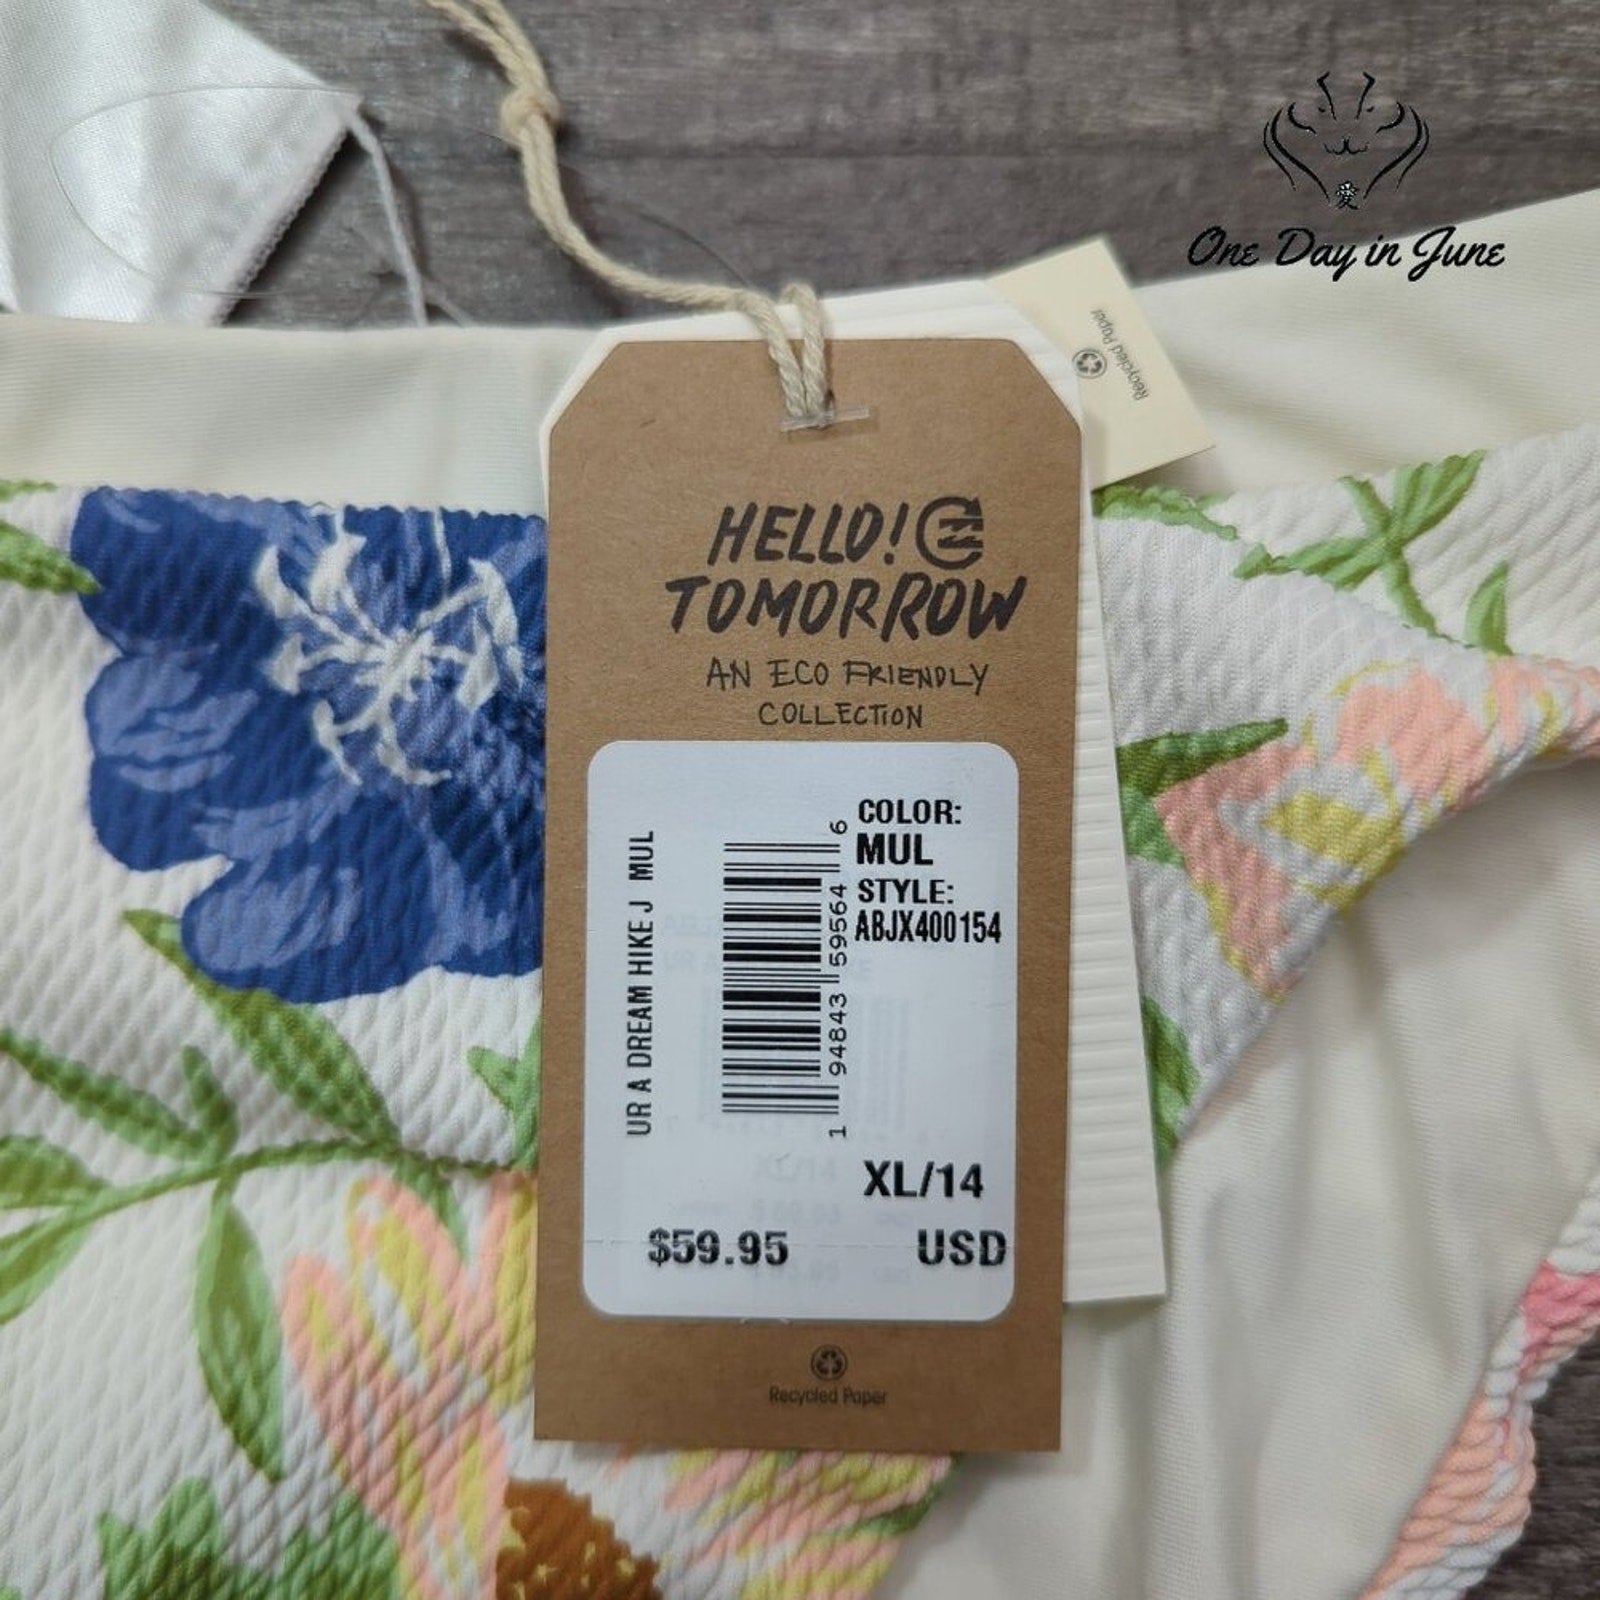 愛
One Day in June
Recycled Paper
HELLO!
TOMORROW
AN ECO FRIENDLY
COLLECTION
COLOR:
MUL
STYLE:
ABJX400154
UR A DREAM HIKE J MUL
1 94843 59564 6
XL/14
$59.95 USD
Recycled Paper